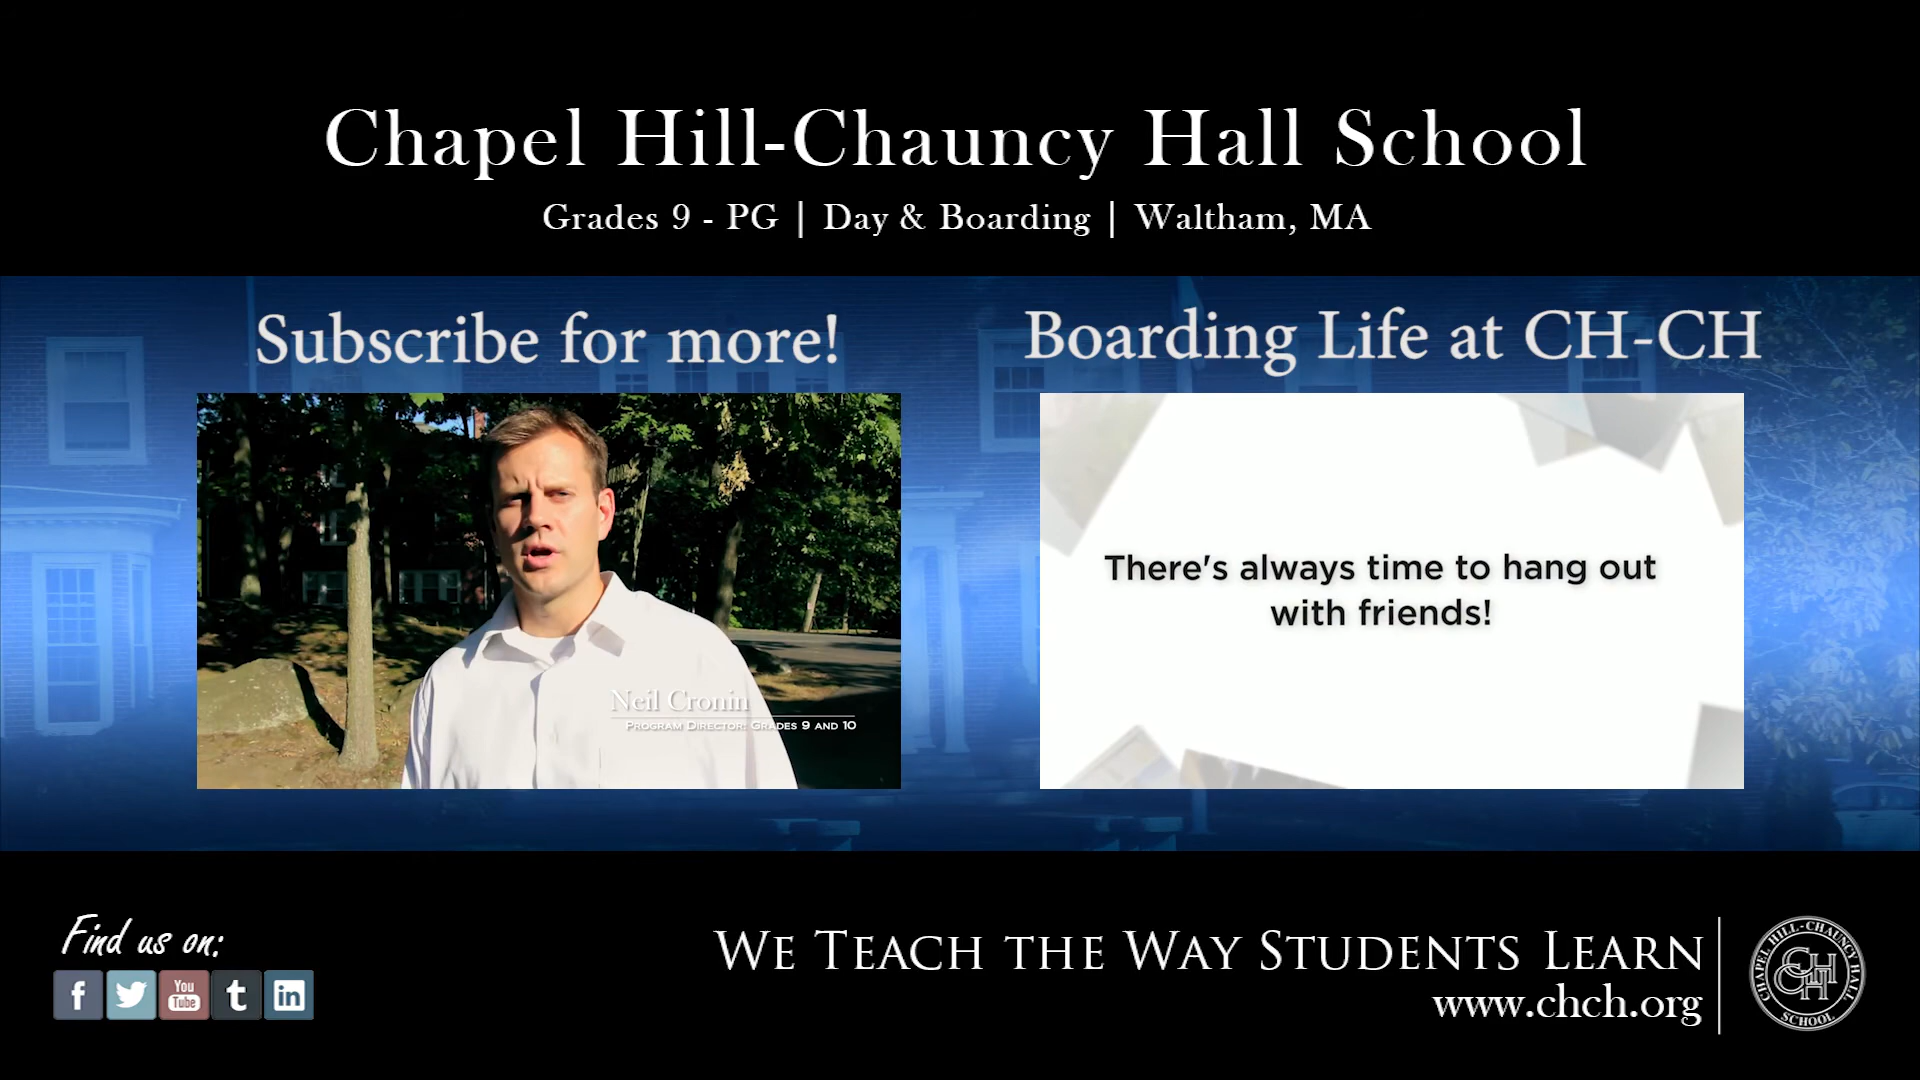 Chapel Hill-Chauncy Hall School
Grades 9 - PG | Day & Boarding | Waltham, MA
Subscribe for more!
Boarding Life at CH-CH
Neil Cronin
Program Director: Grades 9 and 10
There's always time to hang out
with friends!
Find us on:
f
You
Tube
t
in
We Teach the Way Students Learn
www.chch.org
CHAPEL HILL-CHAUNCY HALL
SCHOOL
CHCH